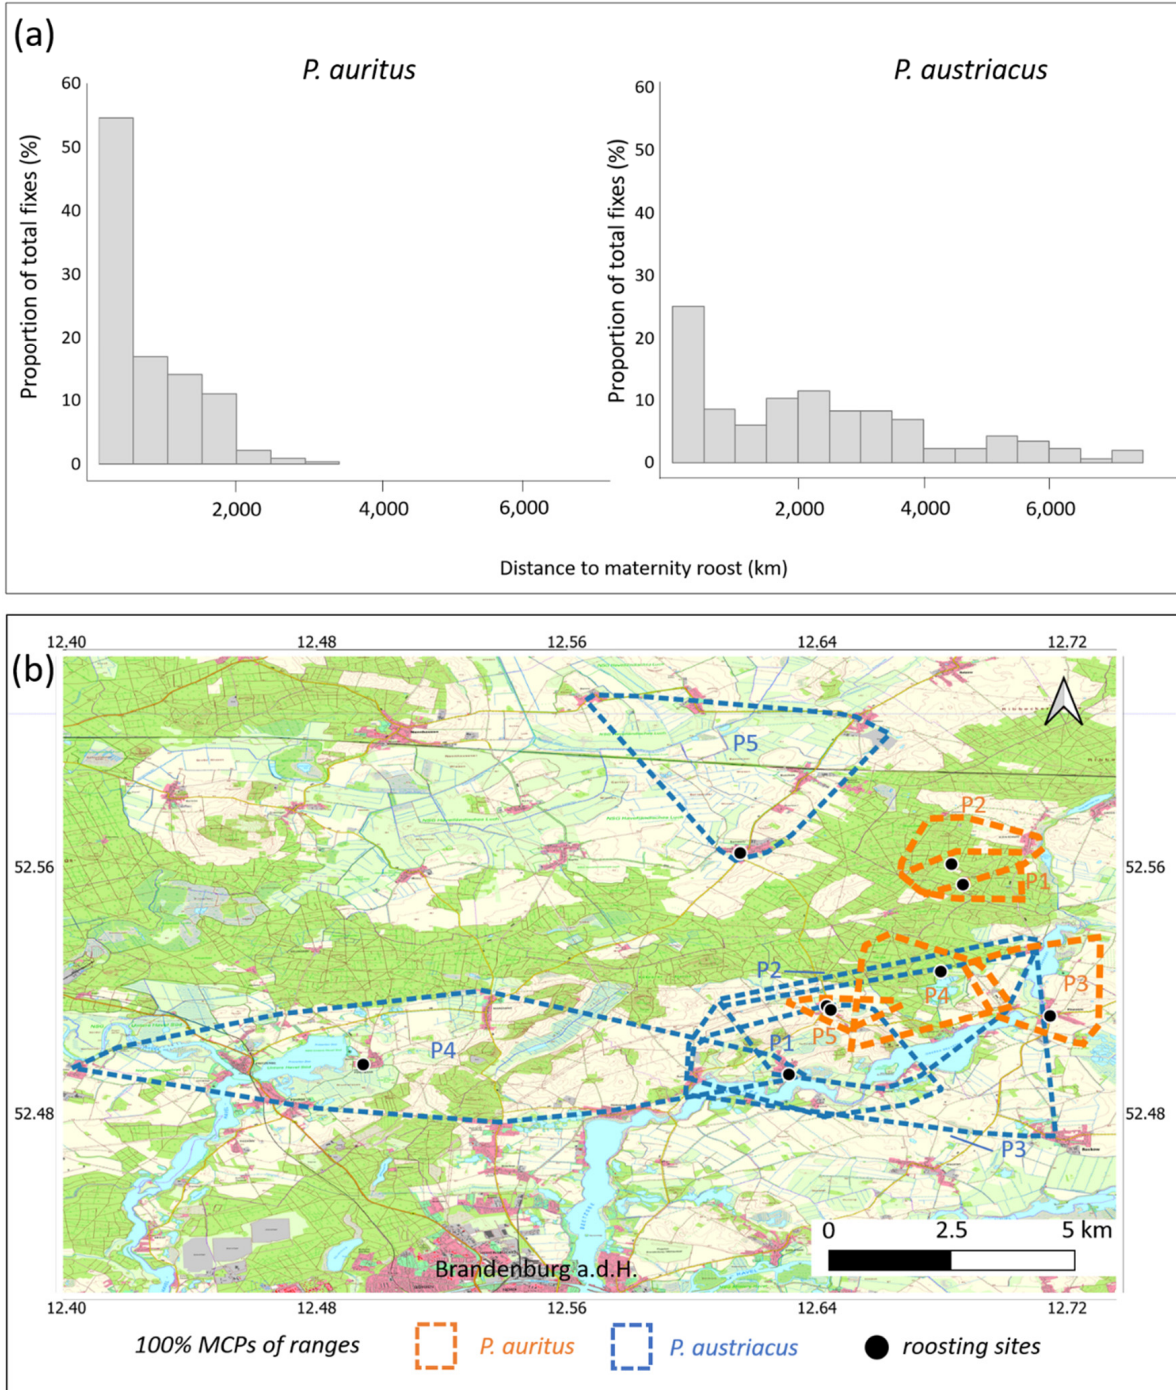 (a)
P. auritus
P. austriacus
Proportion of total fixes (%)
60
50
40
30
20
10
0
2,000
4,000
6,000
Proportion of total fixes (%)
60
50
40
30
20
10
0
2,000
4,000
6,000
Distance to maternity roost (km)
(b)
12.40
12.48
12.56
12.64
12.72
P5
P2
52.56
52.56
P1
P2
P3
P4
P5
P1
P4
52.48
52.48
P3
0
2.5
5 km
Brandenburg a.d.H.
12.40
12.48
12.56
12.64
12.72
100% MCPs of ranges
P. auritus
P. austriacus
roosting sites